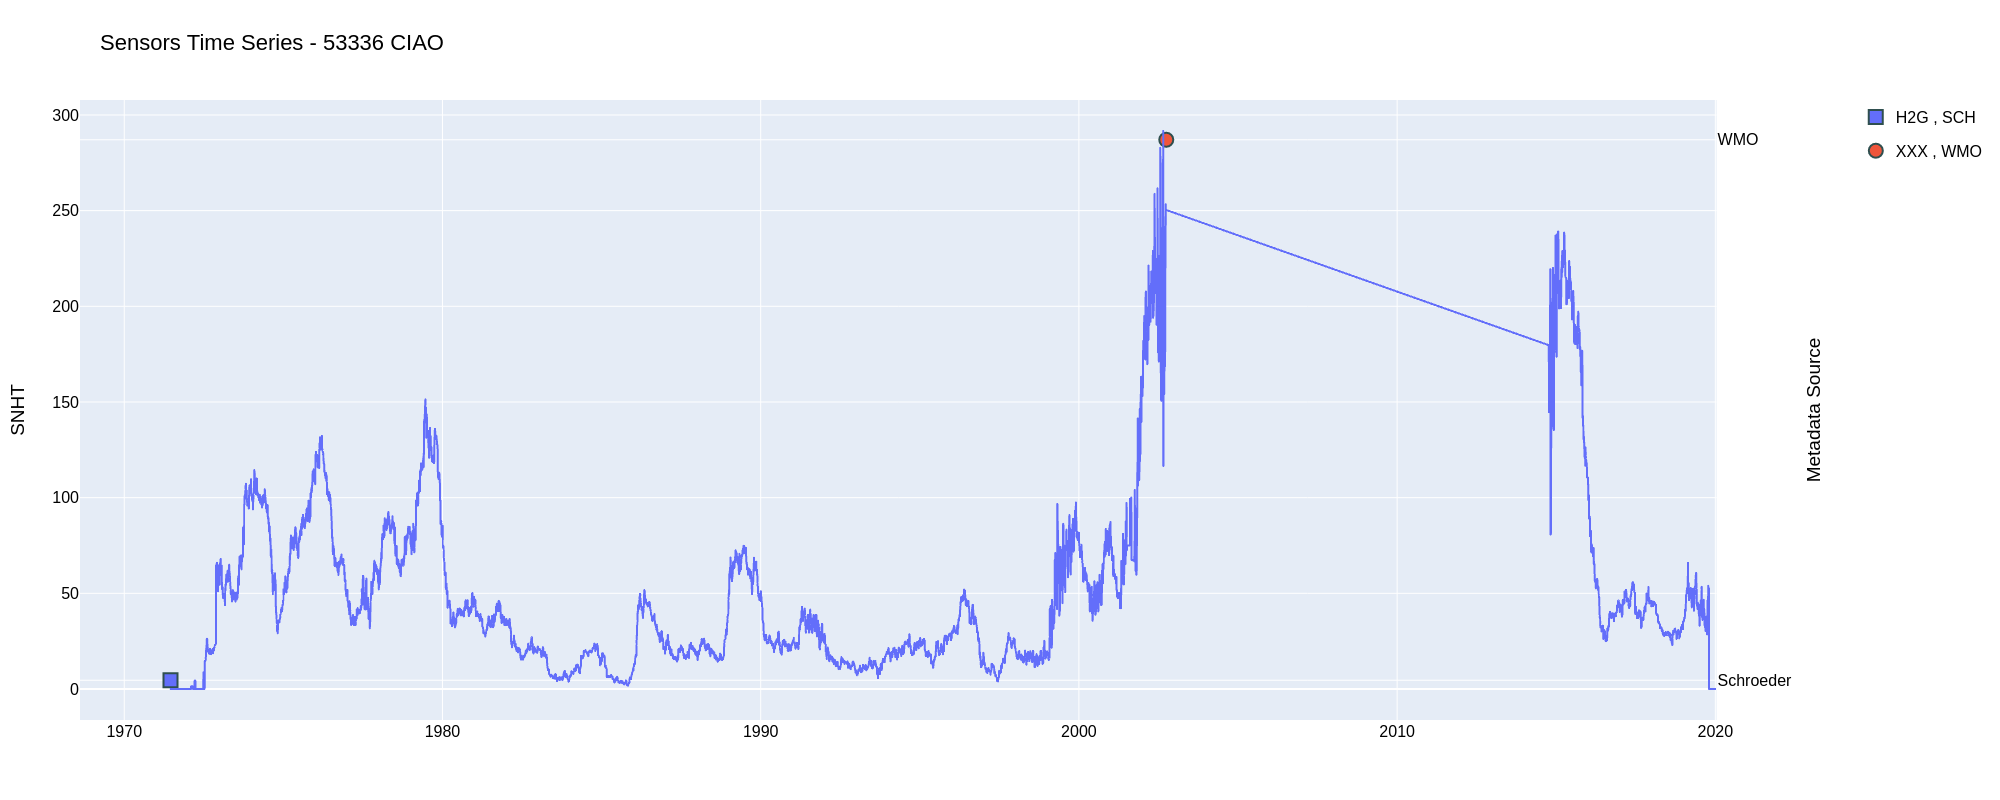 Sensors Time Series - 53336 CIAO
300
250
200
150
100
50
0
SNHT
1970
1980
1990
2000
2010
2020
WMO
Schroeder
Metadata Source
H2G , SCH
XXX , WMO